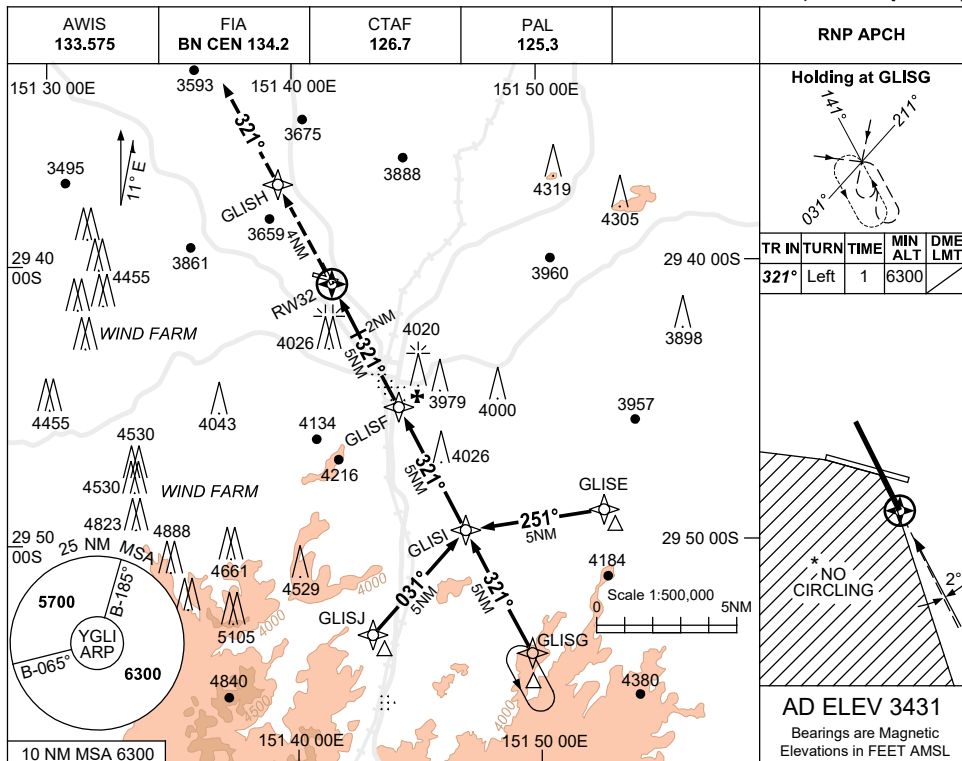 AWIS
133.575
FIA
BN CEN 134.2
CTAF
126.7
PAL
125.3
RNP APCH
151 30 00E
3593
151 40 00E
151 50 00E
321°
3675
3495
11° E
3888
4319
4305
GLISH
3659
4NM
3861
29 40
00S
4455
3960
29 40 00S
RW32
WIND FARM
4026
2NM
321°
5NM
4020
3898
4455
4043
3979
4000
3957
4134
GLISF
4216
4026
4530
4530
WIND FARM
321°
5NM
GLISE
4823
4888
GLISI
251°
5NM
29 50
00S
29 50 00S
25 NM MSA
4661
4529
4000
4184
031°
5NM
321°
5NM
Scale 1:500,000
0
5NM
5700
B-185°
5105
GLISJ
GLISG
YGLI
ARP
B-065°
6300
4840
4500
4000
4000
4380
10 NM MSA 6300
151 40 00E
151 50 00E
Holding at GLISG
141°
211°
031°
TR IN TURN TIME MIN ALT DME LMT
321° Left 1 6300
* NO
CIRCLING
2°
AD ELEV 3431
Bearings are Magnetic
Elevations in FEET AMSL